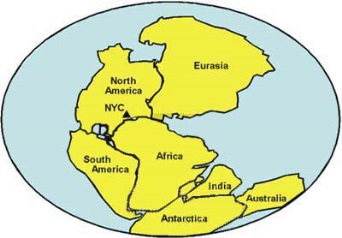 Eurasia
North
America
NYC
South
America
Africa
India
Australia
Antarctica